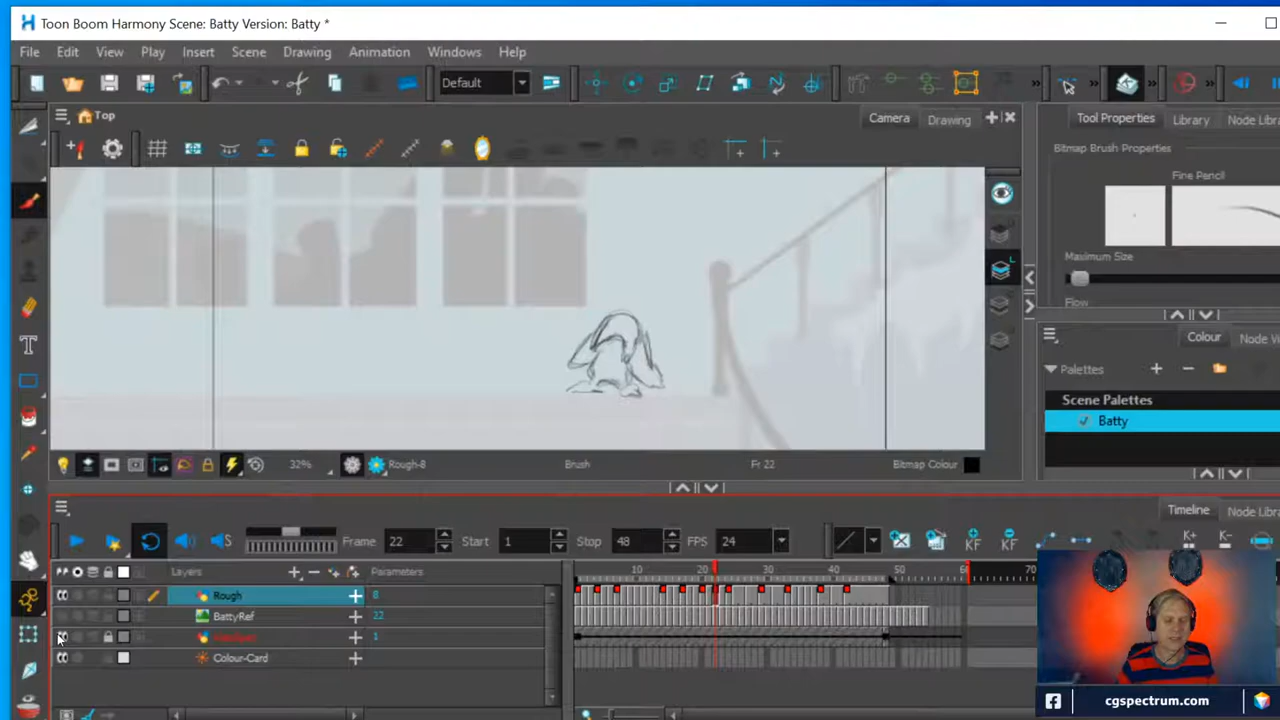 Toon Boom Harmony Scene: Batty Version: Batty *
File Edit View Play Insert Scene Drawing Animation Windows Help
Default
Top
Camera Drawing
Tool Properties Library Node Libra
Bitmap Brush Properties
Fine Pencil
Maximum Size
Flow
Colour Node Vi
Palettes
Scene Palettes
Batty
32% Rough-8 Brush Fr 22 Bitmap Colour
Timeline Node Libra
Frame 22 Start 1 Stop 48 FPS 24
K+ KF KF K+ K-
Layers Parameters
10 20 30 40 50 60 70
Rough 8
BattyRef 22
1
Colour-Card
cgspectrum.com